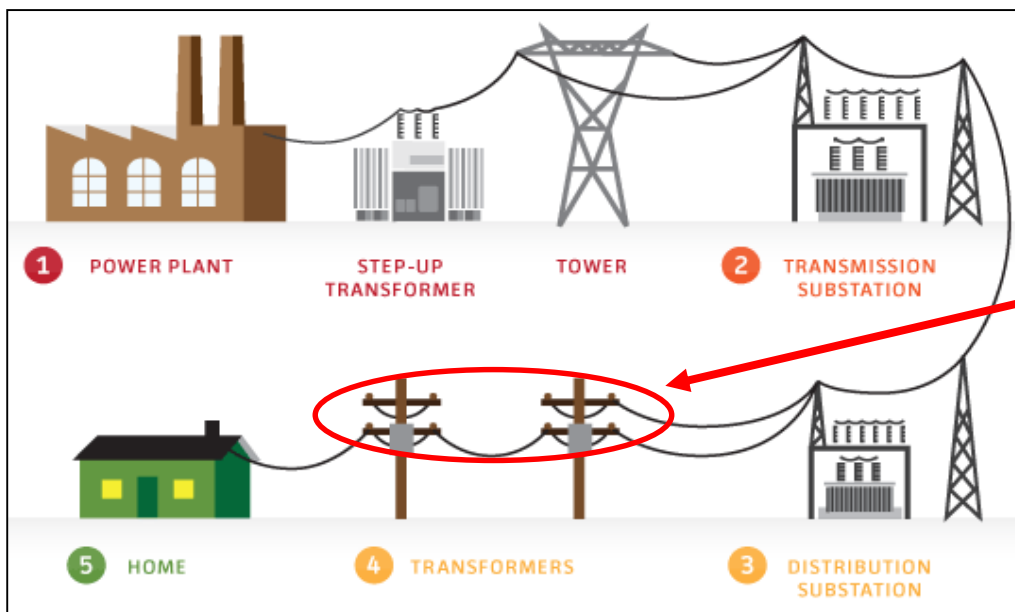 1 POWER PLANT
STEP-UP
TRANSFORMER
TOWER
2 TRANSMISSION
SUBSTATION
5 HOME
4 TRANSFORMERS
3 DISTRIBUTION
SUBSTATION